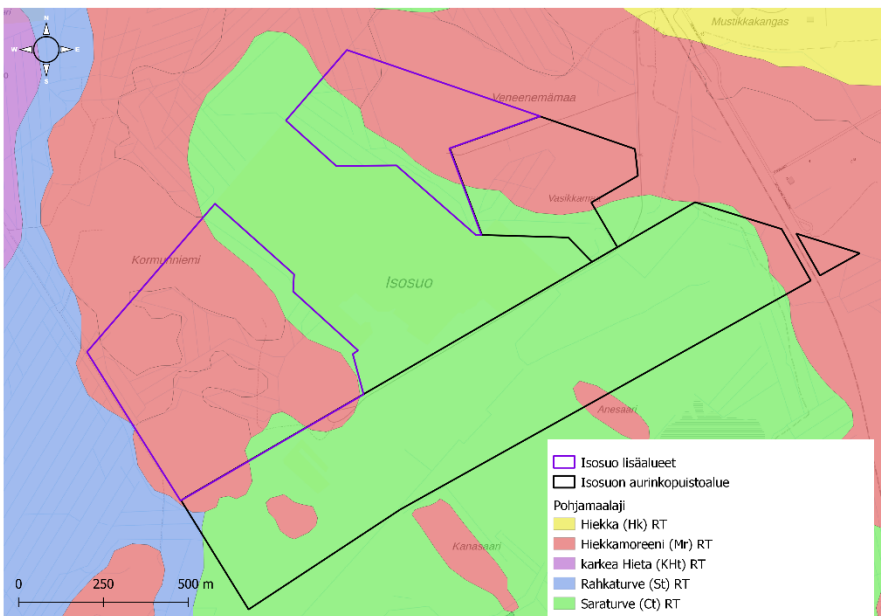 Mustikkakangas
N
W E
S
Veneenemämaa
Vasikkama
Kormunniemi
Isosuo
Anesaari
Kanasaari
Isosuo lisäalueet
Isosuon aurinkopuistoalue
Pohjamaalaji
Hiekka (Hk) RT
Hiekkamoreeni (Mr) RT
karkea Hieta (KHt) RT
Rahkaturve (St) RT
Saraturve (Ct) RT
0 250 500 m